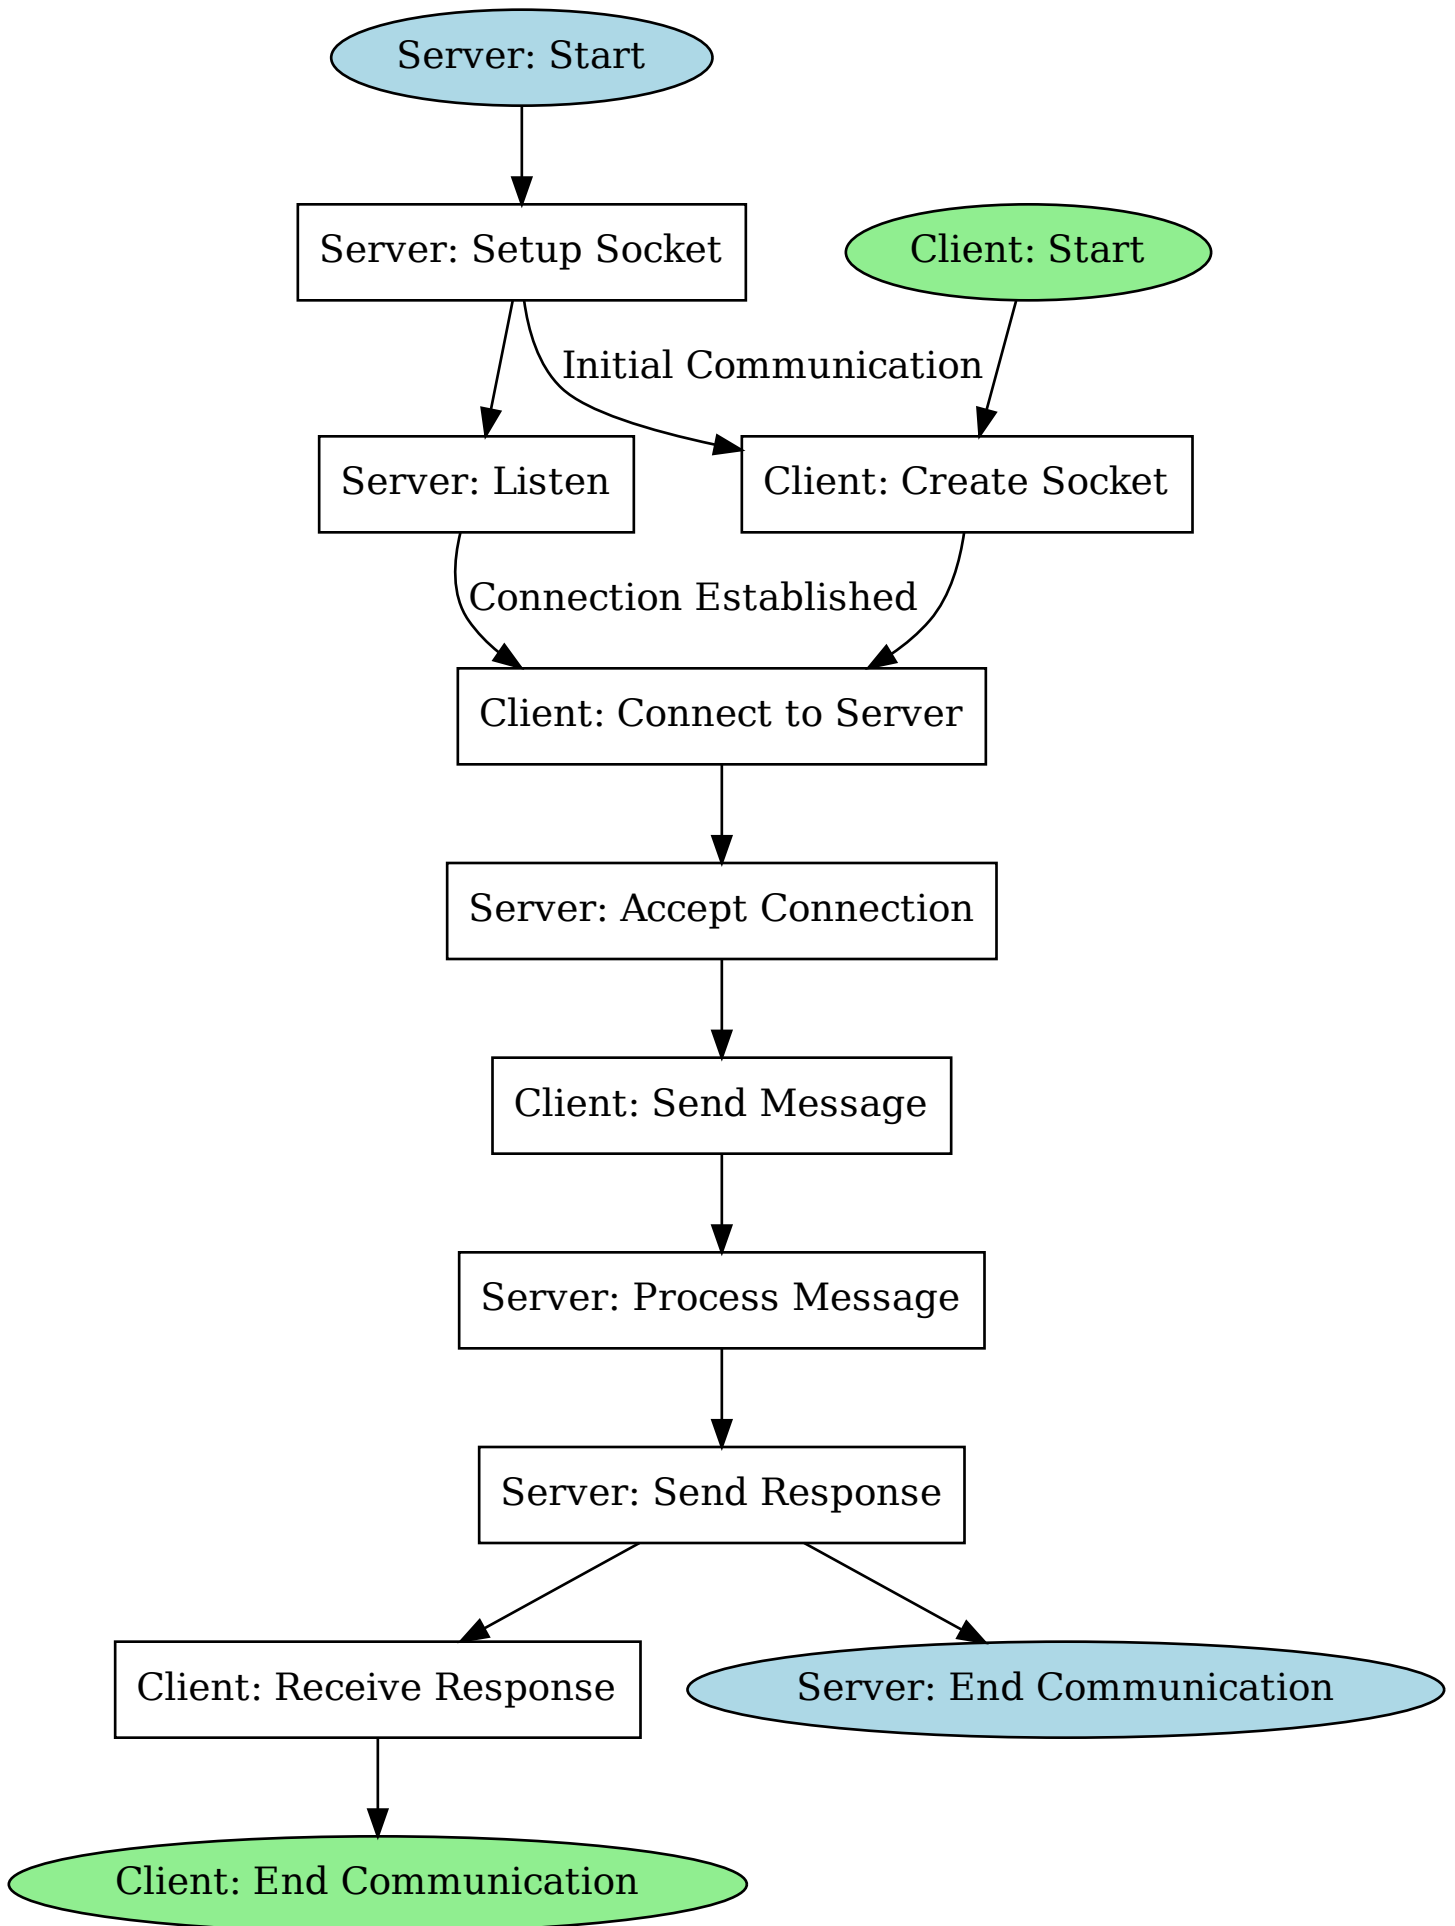 Server: Start
Server: Setup Socket
Client: Start
Initial Communication
Server: Listen
Client: Create Socket
Connection Established
Client: Connect to Server
Server: Accept Connection
Client: Send Message
Server: Process Message
Server: Send Response
Client: Receive Response
Server: End Communication
Client: End Communication